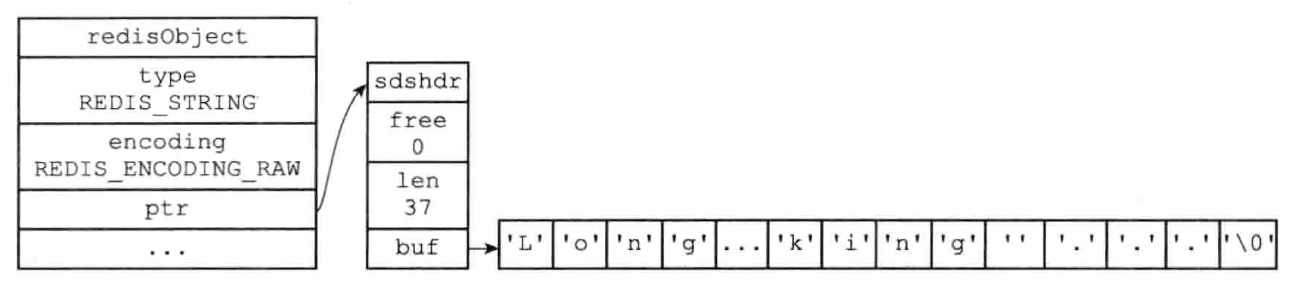 redisObject
type
REDIS_STRING
encoding
REDIS_ENCODING_RAW
ptr
...
sdshdr
free
0
len
37
buf
'L' 'o' 'n' 'g' ... 'k' 'i' 'n' 'g' '' '.' '.' '.' '\0'